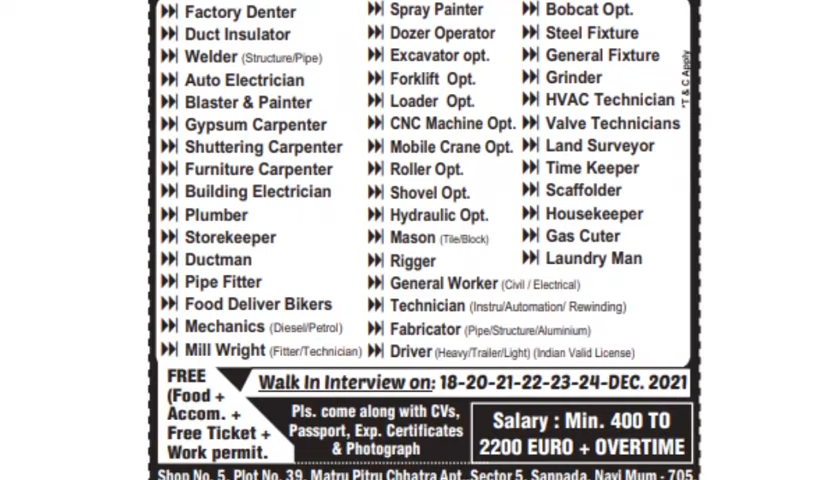 Factory Denter
Duct Insulator
Welder (Structure/Pipe)
Auto Electrician
Blaster & Painter
Gypsum Carpenter
Shuttering Carpenter
Furniture Carpenter
Building Electrician
Plumber
Storekeeper
Ductman
Pipe Fitter
Food Deliver Bikers
Mechanics (Diesel/Petrol)
Mill Wright (Fitter/Technician)
Spray Painter
Dozer Operator
Excavator opt.
Forklift Opt.
Loader Opt.
CNC Machine Opt.
Mobile Crane Opt.
Roller Opt.
Shovel Opt.
Hydraulic Opt.
Mason (Tile/Block)
Rigger
General Worker (Civil / Electrical)
Technician (Instru/Automation/ Rewinding)
Fabricator (Pipe/Structure/Aluminium)
Driver (Heavy/Trailer/Light) (Indian Valid License)
Bobcat Opt.
Steel Fixture
General Fixture
Grinder
HVAC Technician
Valve Technicians
Land Surveyor
Time Keeper
Scaffolder
Housekeeper
Gas Cuter
Laundry Man
*T & C Apply
FREE
(Food +
Accom. +
Free Ticket +
Work permit.
Walk In Interview on: 18-20-21-22-23-24-DEC. 2021
Pls. come along with CVs,
Passport, Exp. Certificates
& Photograph
Salary : Min. 400 TO
2200 EURO + OVERTIME
Shop No. 5, Plot No. 39, Matru Pitru Chhatra Apt. Sector 5, Sanpada, Navi Mum - 705